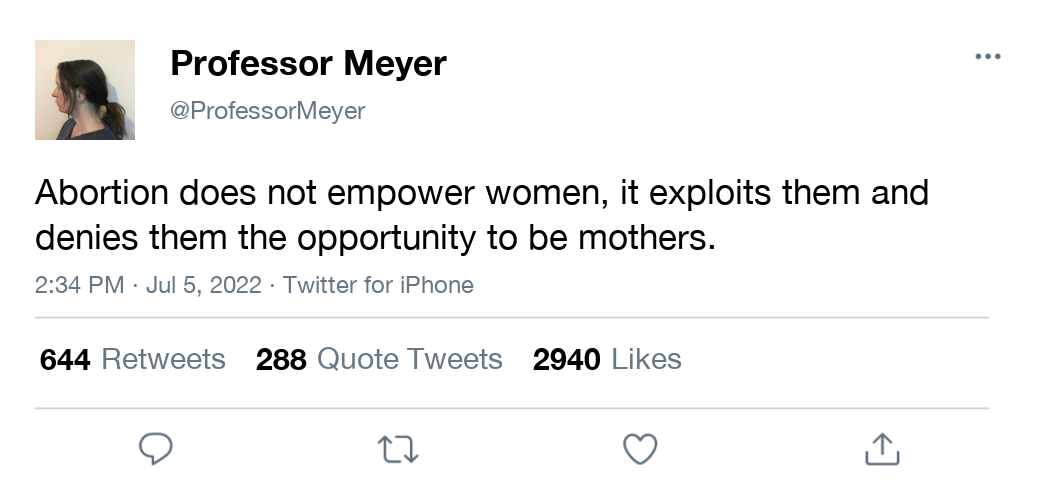 Professor Meyer
@ProfessorMeyer
Abortion does not empower women, it exploits them and
denies them the opportunity to be mothers.
2:34 PM · Jul 5, 2022 · Twitter for iPhone
644 Retweets 288 Quote Tweets 2940 Likes